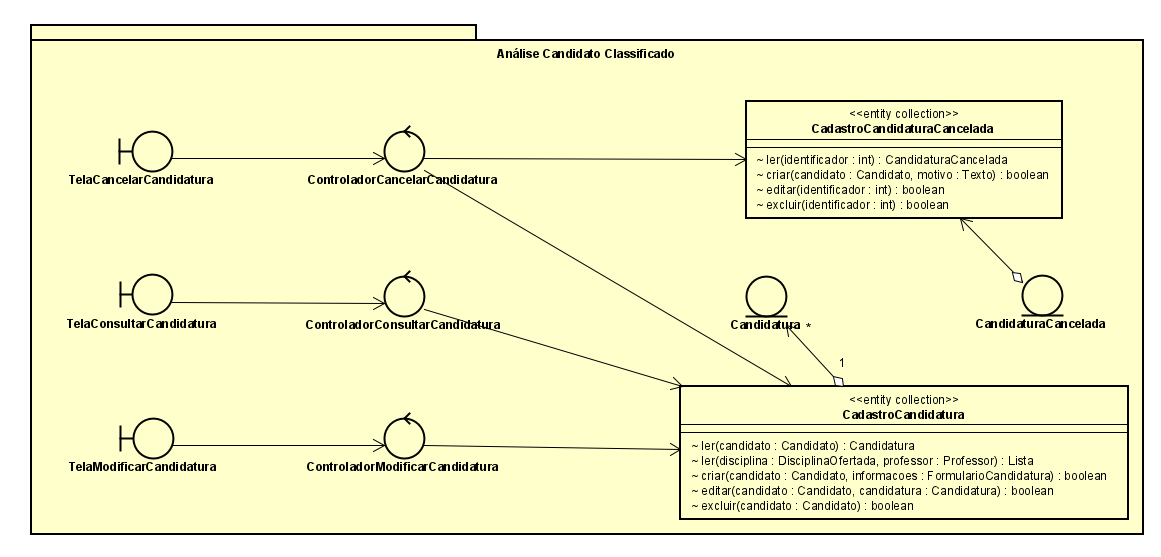 Análise Candidato Classificado
<<entity collection>>
CadastroCandidaturaCancelada
~ ler(identificador : int) : CandidaturaCancelada
~ criar(candidato : Candidato, motivo : Texto) : boolean
~ editar(identificador : int) : boolean
~ excluir(identificador : int) : boolean
TelaCancelarCandidatura
ControladorCancelarCandidatura
TelaConsultarCandidatura
ControladorConsultarCandidatura
Candidatura
*
CandidaturaCancelada
1
<<entity collection>>
CadastroCandidatura
~ ler(candidato : Candidato) : Candidatura
~ ler(disciplina : DisciplinaOfertada, professor : Professor) : Lista
~ criar(candidato : Candidato, informacoes : FormularioCandidatura) : boolean
~ editar(candidato : Candidato, candidatura : Candidatura) : boolean
~ excluir(candidato : Candidato) : boolean
TelaModificarCandidatura
ControladorModificarCandidatura